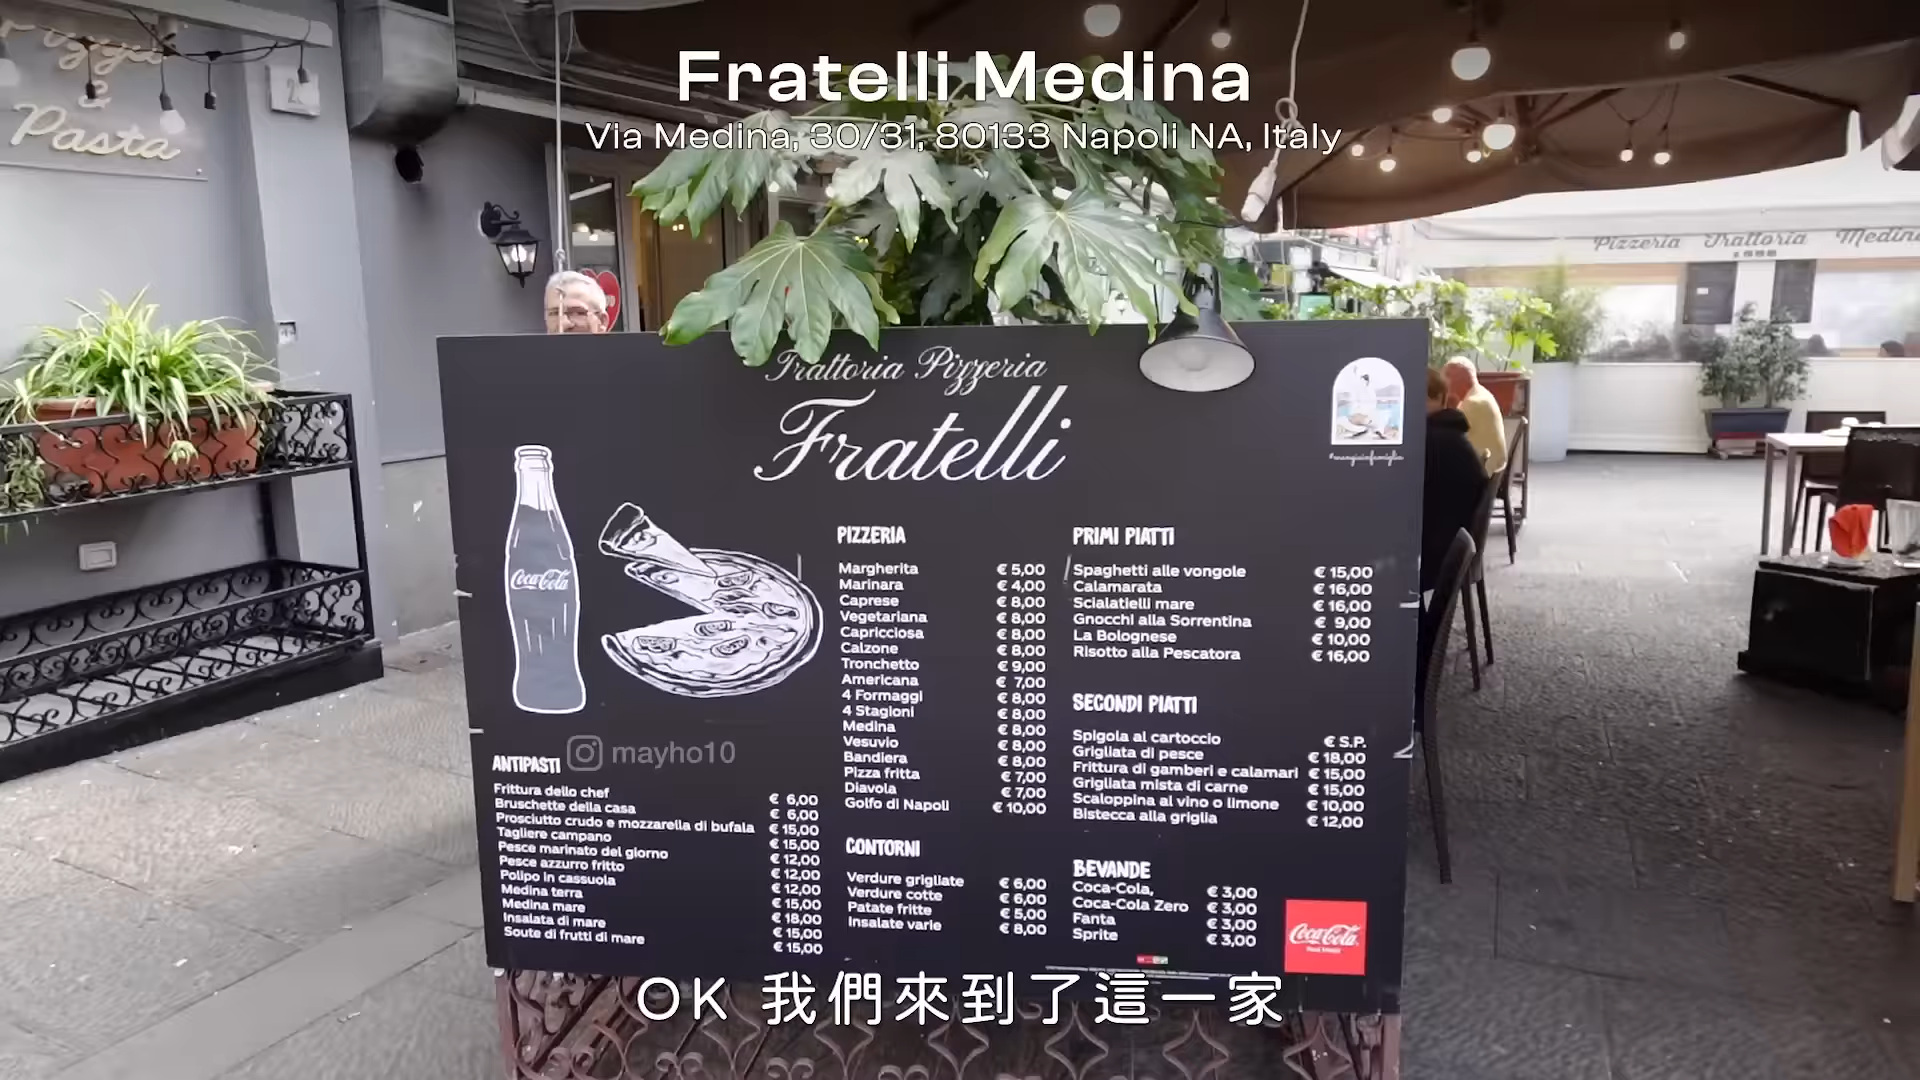 Fratelli Medina
Via Medina, 30/31, 80133 Napoli NA, Italy
Pizza
&
Pasta
Pizzeria Trattoria Medina
Trattoria Pizzeria
Fratelli
#mangiainfamiglia
Coca-Cola
PIZZERIA
Margherita € 5,00
Marinara € 4,00
Caprese € 8,00
Vegetariana € 8,00
Capricciosa € 8,00
Calzone € 8,00
Tronchetto € 9,00
Americana € 7,00
4 Formaggi € 8,00
4 Stagioni € 8,00
Medina € 8,00
Vesuvio € 8,00
Bandiera € 8,00
Pizza fritta € 7,00
Diavola € 7,00
Golfo di Napoli € 10,00
PRIMI PIATTI
Spaghetti alle vongole € 15,00
Calamarata € 16,00
Scialatielli mare € 16,00
Gnocchi alla Sorrentina € 9,00
La Bolognese € 10,00
Risotto alla Pescatora € 16,00
SECONDI PIATTI
Spigola al cartoccio € S.P.
Grigliata di pesce € 18,00
Frittura di gamberi e calamari € 15,00
Grigliata mista di carne € 15,00
Scaloppina al vino o limone € 10,00
Bistecca alla griglia € 12,00
mayho10
ANTIPASTI
Frittura dello chef € 6,00
Bruschette della casa € 6,00
Prosciutto crudo e mozzarella di bufala € 15,00
Tagliere campano € 15,00
Pesce marinato del giorno € 12,00
Pesce azzurro fritto € 12,00
Polipo in cassuola € 12,00
Medina terra € 15,00
Medina mare € 18,00
Insalata di mare € 15,00
Soute di frutti di mare € 15,00
CONTORNI
Verdure grigliate € 6,00
Verdure cotte € 6,00
Patate fritte € 5,00
Insalate varie € 8,00
BEVANDE
Coca-Cola, € 3,00
Coca-Cola Zero € 3,00
Fanta € 3,00
Sprite € 3,00
Coca-Cola
OK 我們來到了這一家